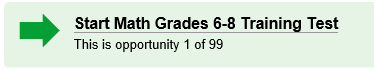 Start Math Grades 6-8 Training Test
This is opportunity 1 of 99